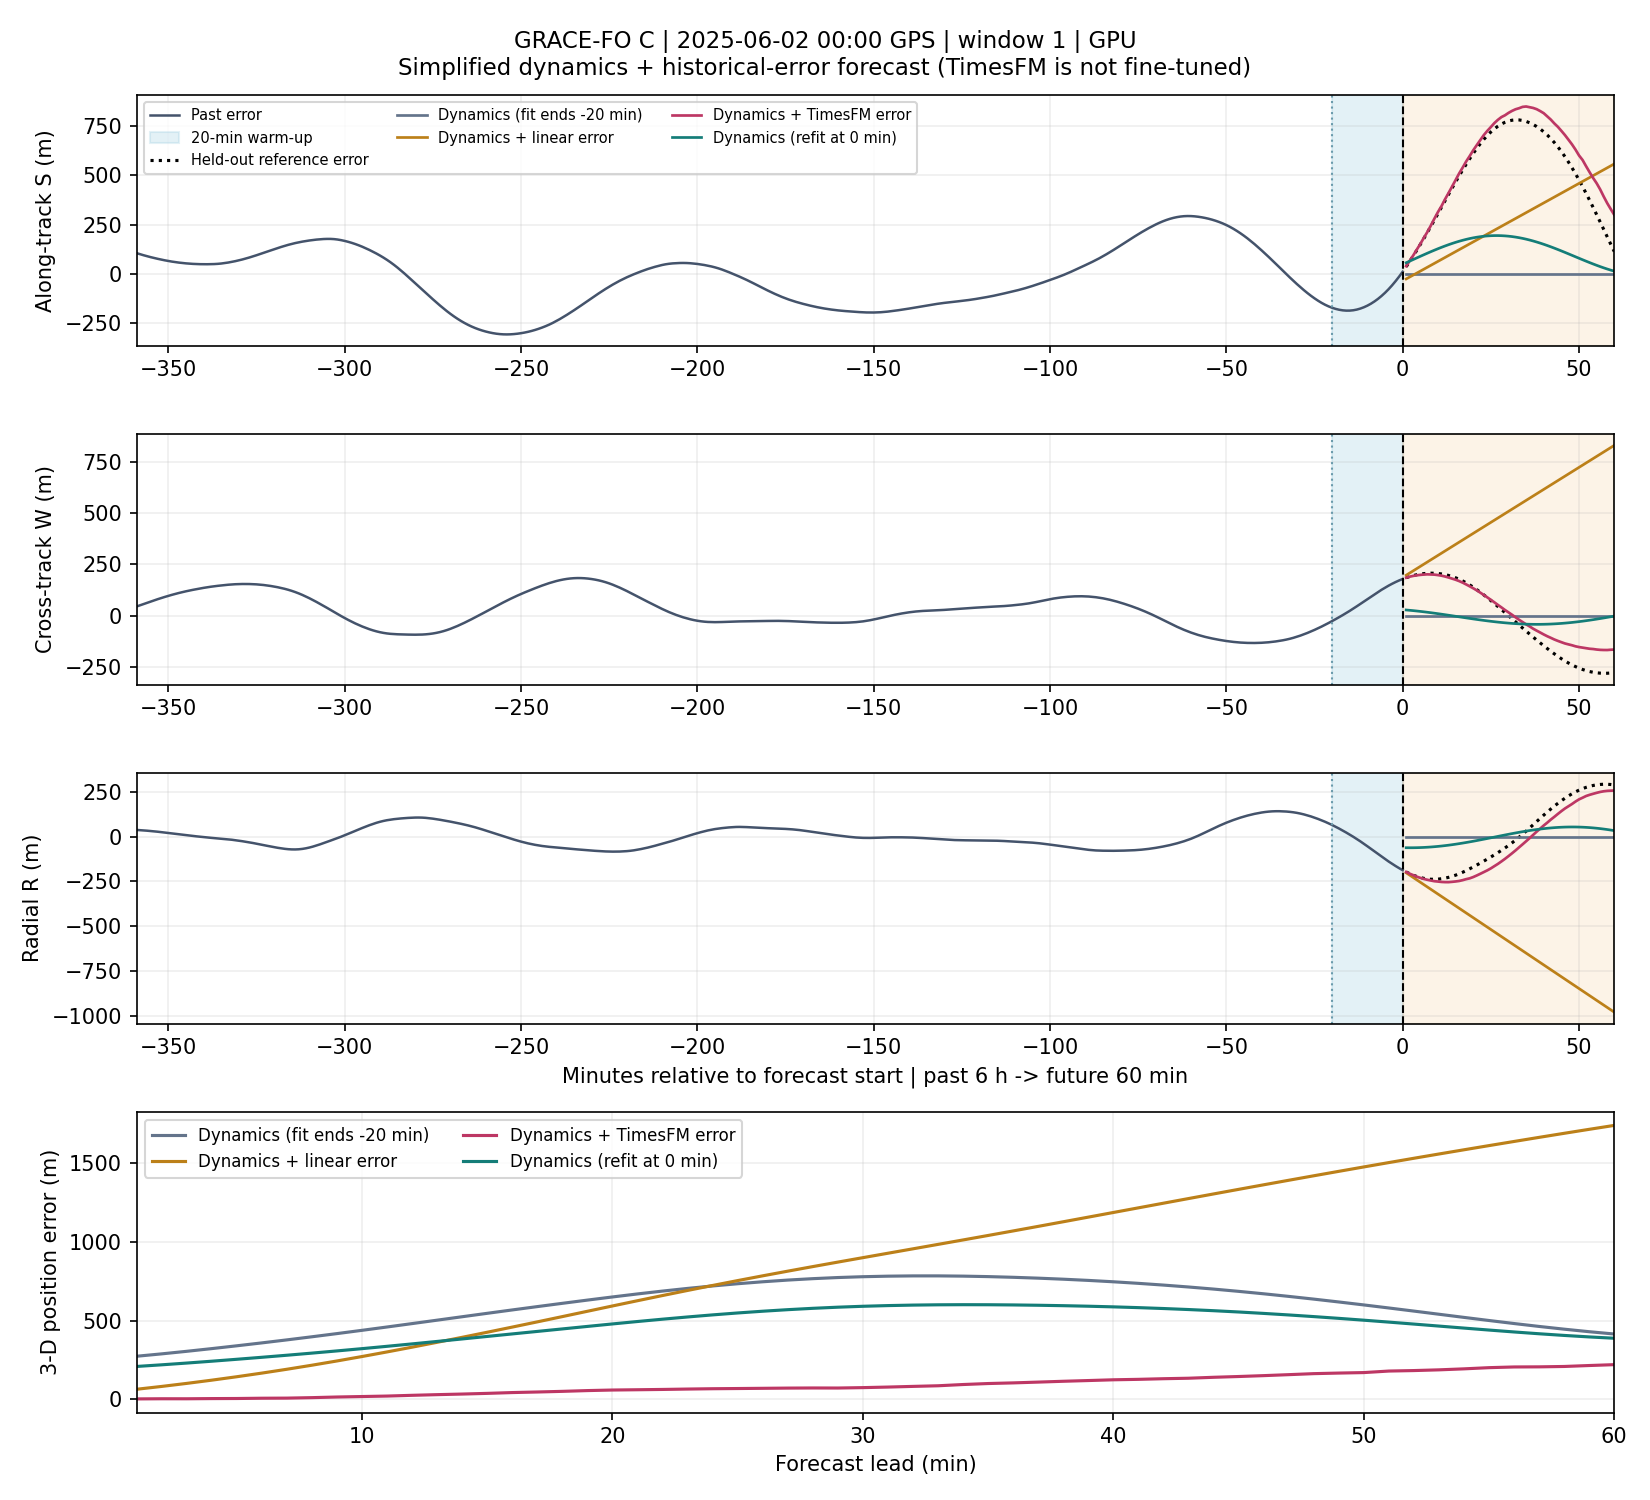 GRACE-FO C | 2025-06-02 00:00 GPS | window 1 | GPU
Simplified dynamics + historical-error forecast (TimesFM is not fine-tuned)
Past error
20-min warm-up
Held-out reference error
Dynamics (fit ends -20 min)
Dynamics + linear error
Dynamics + TimesFM error
Dynamics (refit at 0 min)
Along-track S (m)
750
500
250
0
−250
−350 −300 −250 −200 −150 −100 −50 0 50
Cross-track W (m)
750
500
250
0
−250
−350 −300 −250 −200 −150 −100 −50 0 50
Radial R (m)
250
0
−250
−500
−750
−1000
−350 −300 −250 −200 −150 −100 −50 0 50
Minutes relative to forecast start | past 6 h -> future 60 min
Dynamics (fit ends -20 min)
Dynamics + linear error
Dynamics + TimesFM error
Dynamics (refit at 0 min)
3-D position error (m)
1500
1000
500
0
10 20 30 40 50 60
Forecast lead (min)